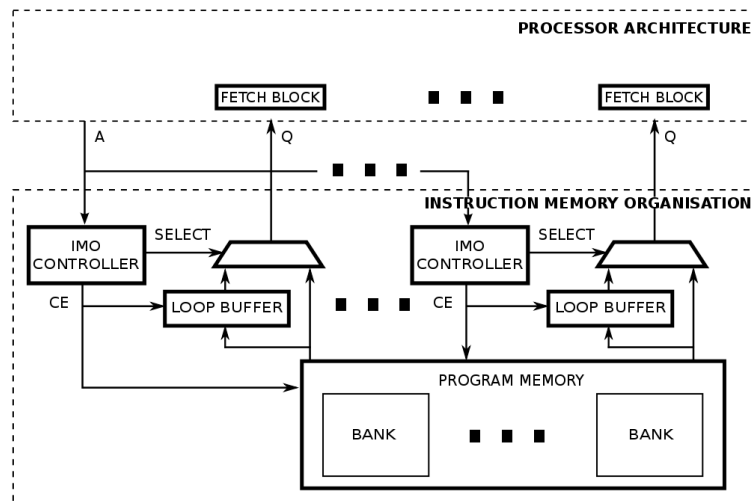 PROCESSOR ARCHITECTURE
FETCH BLOCK
FETCH BLOCK
A
Q
Q
INSTRUCTION MEMORY ORGANISATION
IMO
CONTROLLER
SELECT
IMO
CONTROLLER
SELECT
CE
LOOP BUFFER
CE
LOOP BUFFER
PROGRAM MEMORY
BANK
BANK